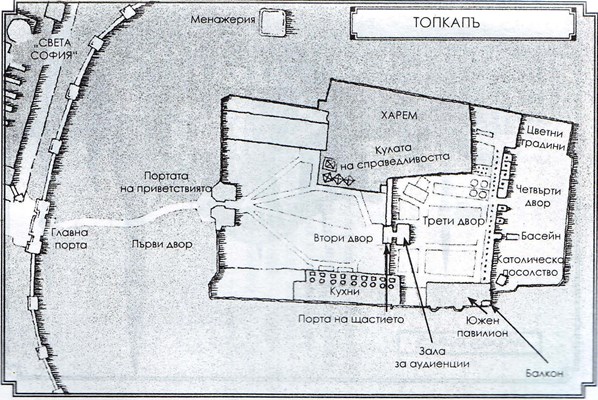 ТОПКАПЪ
Менажерия
„СВЕТА
СОФИЯ“
ХАРЕМ
Кулата
на справедливостта
Цветни
градини
Портата
на приветствията
Четвърти
двор
Главна
порта
Първи двор
Втори двор
Трети двор
Басейн
Католическо
посолство
Кухни
Порта на щастието
Южен
павилион
Зала
за аудиенции
Балкон